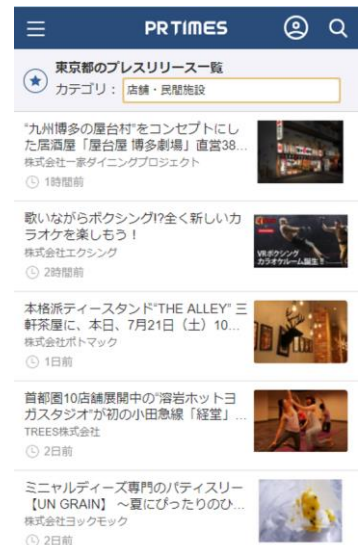 PRTIMES
東京都のプレスリリース一覧
カテゴリ：店舗・民間施設
"九州博多の屋台村"をコンセプトにし
た居酒屋「屋台屋 博多劇場」直営38...
株式会社一家ダイニングプロジェクト
1時間前
歌いながらボクシング!?全く新しいカ
ラオケを楽しもう！
株式会社エクシング
2時間前
VRボクシング
カラオケルーム誕生!!
本格派ティースタンド"THE ALLEY" 三
軒茶屋に、本日、7月21日（土）10...
株式会社ポトマック
1日前
首都圏10店舗展開中の"溶岩ホットヨ
ガスタジオ"が初の小田急線「経堂」...
TREES株式会社
2日前
ミニャルディーズ専門のパティスリー
【UN GRAIN】 ～夏にぴったりのひ...
株式会社ヨックモック
2日前